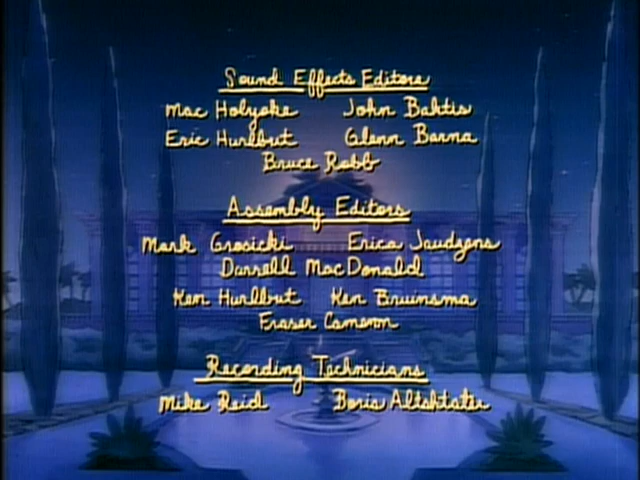 Sound Effects Editors
Mac Holyoke John Baktis
Eric Hurlbut Glenn Barna
Bruce Robb
Assembly Editors
Mark Grosicki Erica Jaudzems
Darrell MacDonald
Ken Hurlbut Ken Bruinsma
Fraser Cameron
Recording Technicians
Mike Reid Boris Altshtater